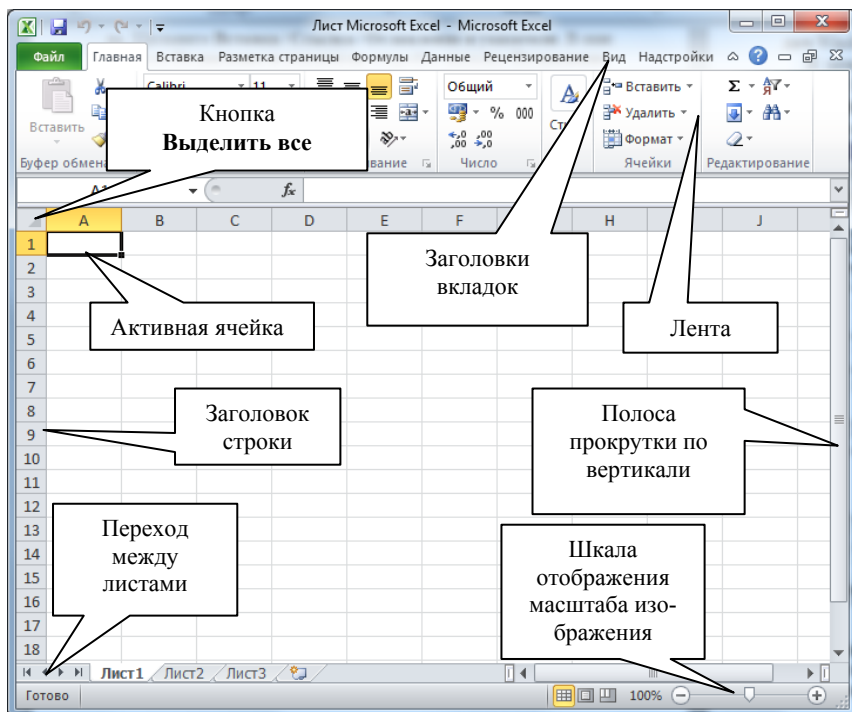 Лист Microsoft Excel - Microsoft Excel
Файл Главная Вставка Разметка страницы Формулы Данные Рецензирование Вид Надстройки
Calibri 11 Общий Вставить Σ
Вставить % 000 Удалить
Формат
Буфер обмена Число Ячейки Редактирование
Кнопка
Выделить все
A1 fx
A B C D E F H J
1
2
3
4
5
6
7
8
9
10
11
12
13
14
15
16
17
18
Заголовки
вкладок
Активная ячейка
Лента
Заголовок
строки
Полоса
прокрутки по
вертикали
Переход
между
листами
Шкала
отображения
масштаба изо-
бражения
Лист1 Лист2 Лист3
Готово 100%